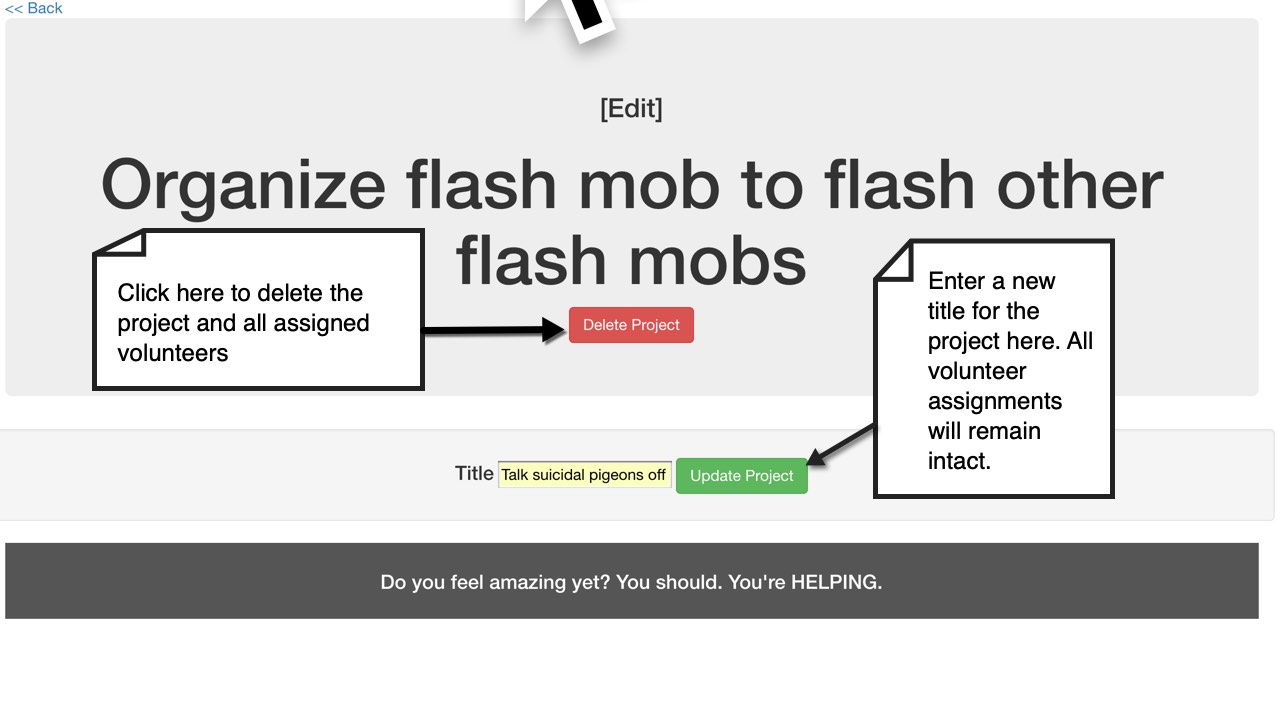 << Back
[Edit]
Organize flash mob to flash other
flash mobs
Click here to delete the
project and all assigned
volunteers
Delete Project
Enter a new
title for the
project here. All
volunteer
assignments
will remain
intact.
Title Talk suicidal pigeons off Update Project
Do you feel amazing yet? You should. You're HELPING.